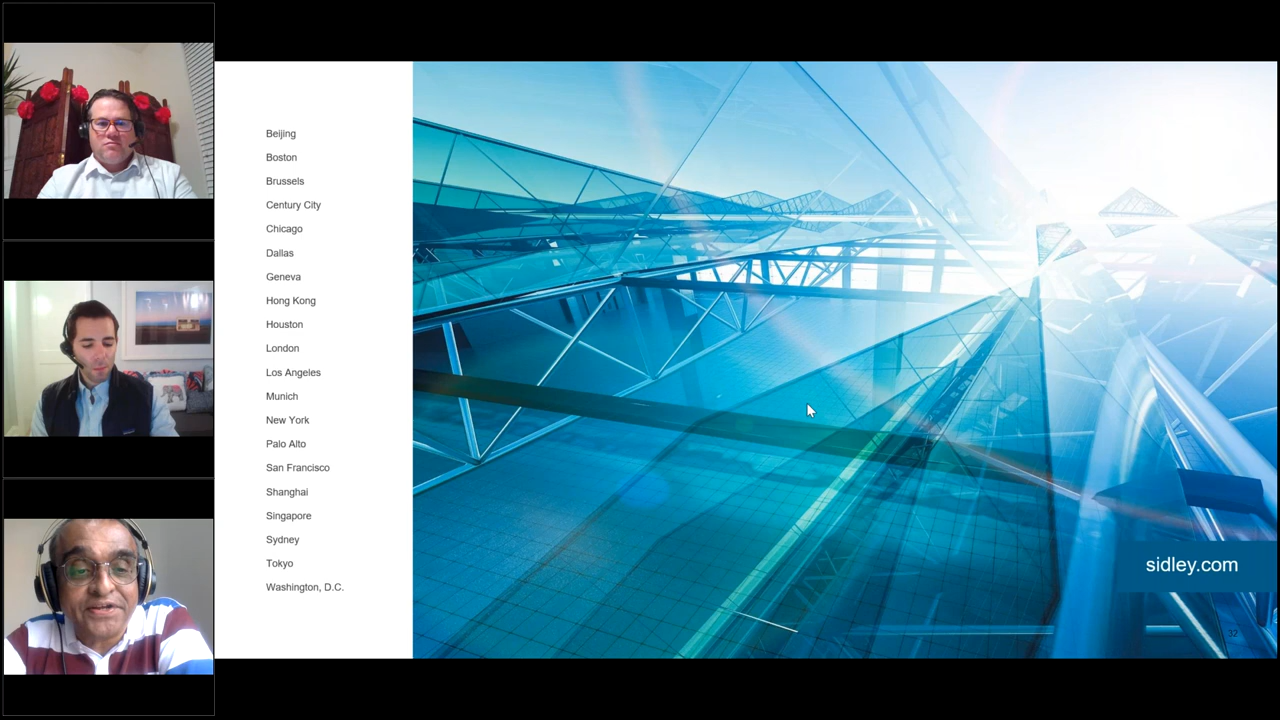 Beijing
Boston
Brussels
Century City
Chicago
Dallas
Geneva
Hong Kong
Houston
London
Los Angeles
Munich
New York
Palo Alto
San Francisco
Shanghai
Singapore
Sydney
Tokyo
Washington, D.C.
sidley.com
32